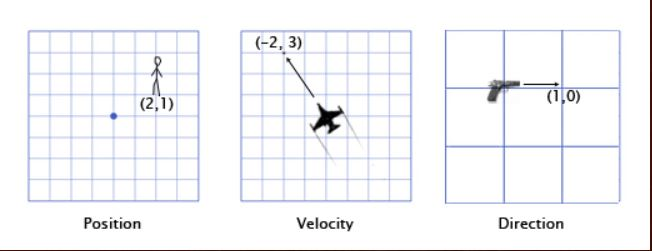 (2,1)
(-2, 3)
(1,0)
Position
Velocity
Direction